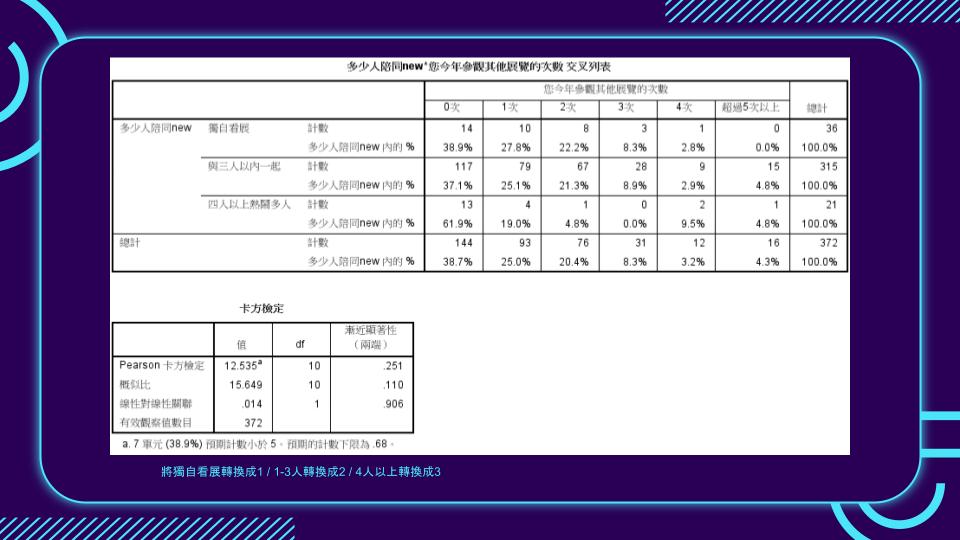 多少人陪同new*您今年參觀其他展覽的次數 交叉列表
您今年參觀其他展覽的次數
0次 1次 2次 3次 4次 超過5次以上 總計
多少人陪同new 獨自看展 計數 14 10 8 3 1 0 36
多少人陪同new 內的 % 38.9% 27.8% 22.2% 8.3% 2.8% 0.0% 100.0%
與三人以內一起 計數 117 79 67 28 9 15 315
多少人陪同new 內的 % 37.1% 25.1% 21.3% 8.9% 2.9% 4.8% 100.0%
四人以上熱鬧多人 計數 13 4 1 0 2 1 21
多少人陪同new 內的 % 61.9% 19.0% 4.8% 0.0% 9.5% 4.8% 100.0%
總計 計數 144 93 76 31 12 16 372
多少人陪同new 內的 % 38.7% 25.0% 20.4% 8.3% 3.2% 4.3% 100.0%
卡方檢定
值 df 漸近顯著性（兩端）
Pearson 卡方檢定 12.535a 10 .251
概似比 15.649 10 .110
線性對線性關聯 .014 1 .906
有效觀察值數目 372
a. 7 單元 (38.9%) 預期計數小於 5。預期的計數下限為 .68。
將獨自看展轉換成1 / 1-3人轉換成2 / 4人以上轉換成3